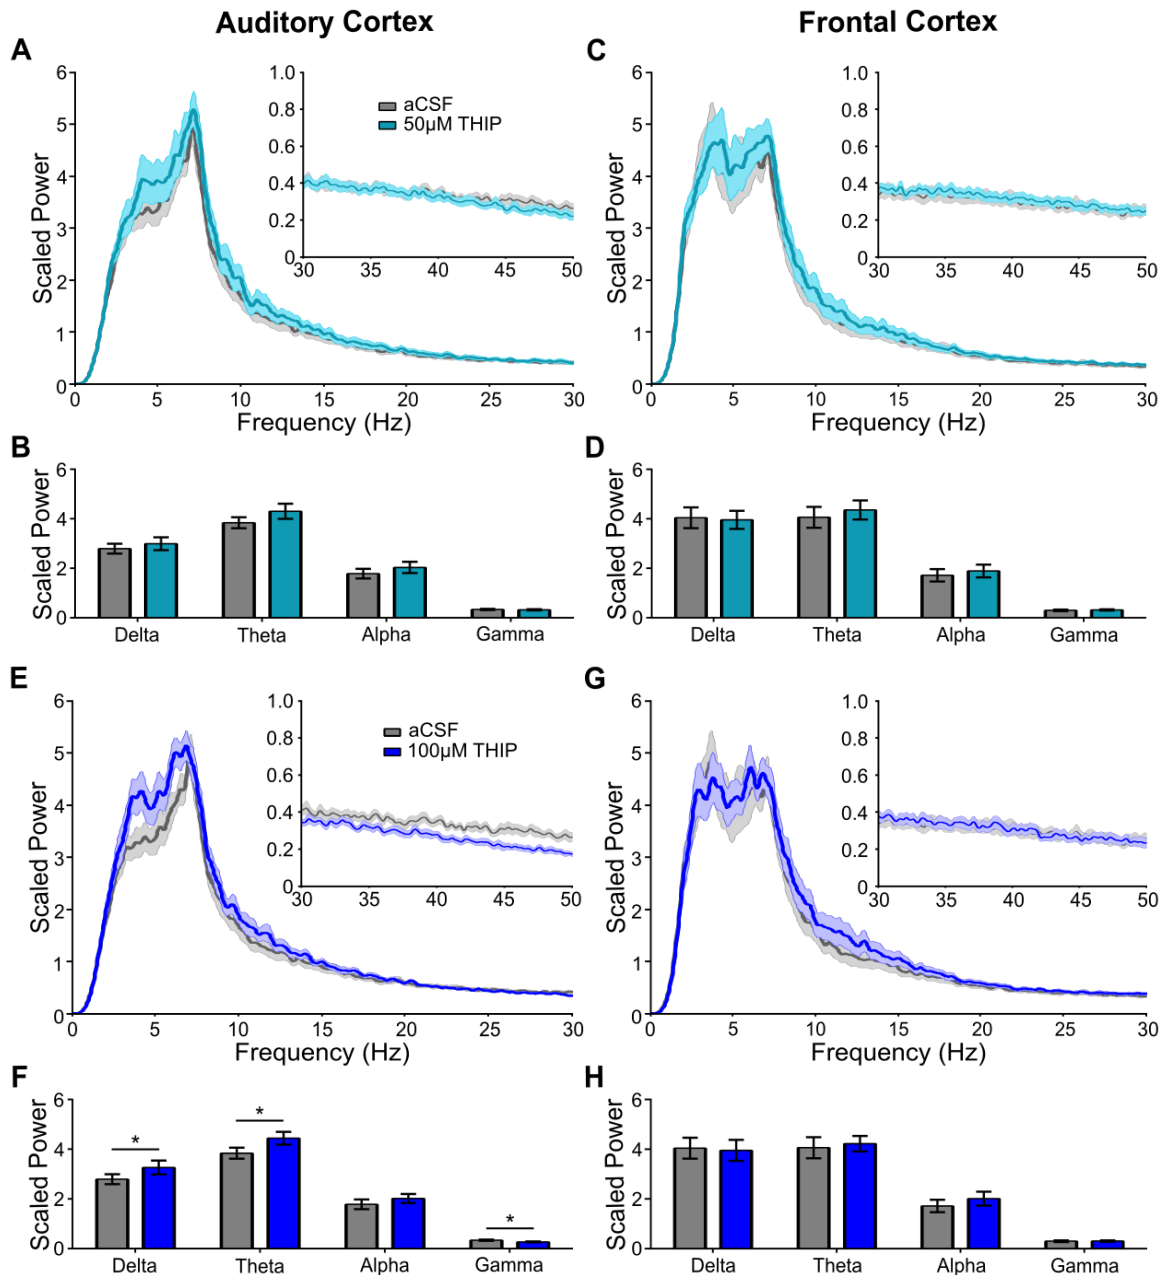 Auditory Cortex
Frontal Cortex
A
Scaled Power
6
5
4
3
2
1
0
0 5 10 15 20 25 30
Frequency (Hz)
1.0
0.8
0.6
0.4
0.2
0
30 35 40 45 50
aCSF
50µM THIP
C
Scaled Power
6
5
4
3
2
1
0
0 5 10 15 20 25 30
Frequency (Hz)
1.0
0.8
0.6
0.4
0.2
0
30 35 40 45 50
B
Scaled Power
6
4
2
0
Delta Theta Alpha Gamma
D
Scaled Power
6
4
2
0
Delta Theta Alpha Gamma
E
Scaled Power
6
5
4
3
2
1
0
0 5 10 15 20 25 30
Frequency (Hz)
1.0
0.8
0.6
0.4
0.2
0
30 35 40 45 50
aCSF
100µM THIP
G
Scaled Power
6
5
4
3
2
1
0
0 5 10 15 20 25 30
Frequency (Hz)
1.0
0.8
0.6
0.4
0.2
0
30 35 40 45 50
F
Scaled Power
6
4
2
0
* * *
Delta Theta Alpha Gamma
H
Scaled Power
6
4
2
0
Delta Theta Alpha Gamma